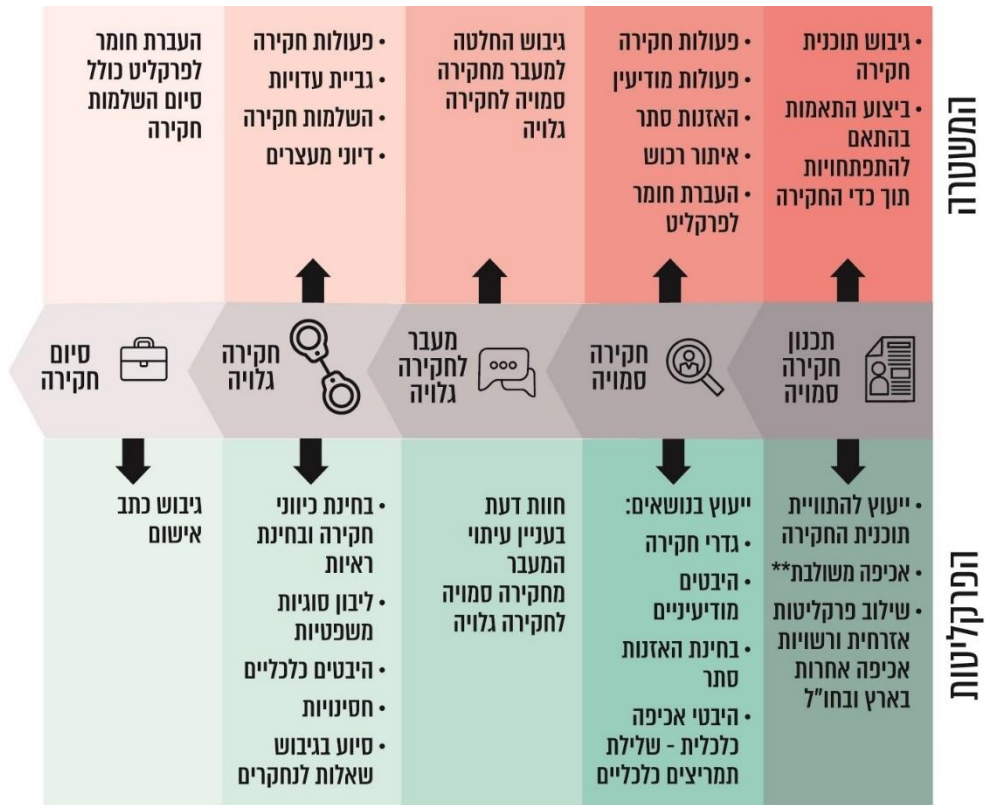 המשטרה
• גיבוש תוכנית
חקירה
• ביצוע התאמות
בהתאם
להתפתחויות
תוך כדי החקירה
• פעולות חקירה
• פעולות מודיעין
• האזנות סתר
• איתור רכוש
• העברת חומר
לפרקליט
גיבוש החלטה
למעבר מחקירה
סמויה לחקירה
גלויה
• פעולות חקירה
• גביית עדויות
• השלמות חקירה
• דיוני מעצרים
העברת חומר
לפרקליט כולל
סיום השלמות
חקירה
תכנון
חקירה
סמויה
חקירה
סמויה
מעבר
לחקירה
גלויה
חקירה
גלויה
סיום
חקירה
הפרקליטות
• ייעוץ להתוויית
תוכנית החקירה
• אכיפה משולבת**
• שילוב פרקליטות
אזרחית ורשויות
אכיפה אחרות
בארץ ובחו"ל
ייעוץ בנושאים:
• גדרי חקירה
• היבטים
מודיעיניים
• בחינת האזנות
סתר
• היבטי אכיפה
כלכלית - שלילת
תמריצים כלכליים
חוות דעת
בעניין עיתוי
המעבר
מחקירה סמויה
לחקירה גלויה
• בחינת כיווני
חקירה ובחינת
ראיות
• ליבון סוגיות
משפטיות
• היבטים כלכליים
• חסינויות
• סיוע בגיבוש
שאלות לנחקרים
גיבוש כתב
אישום